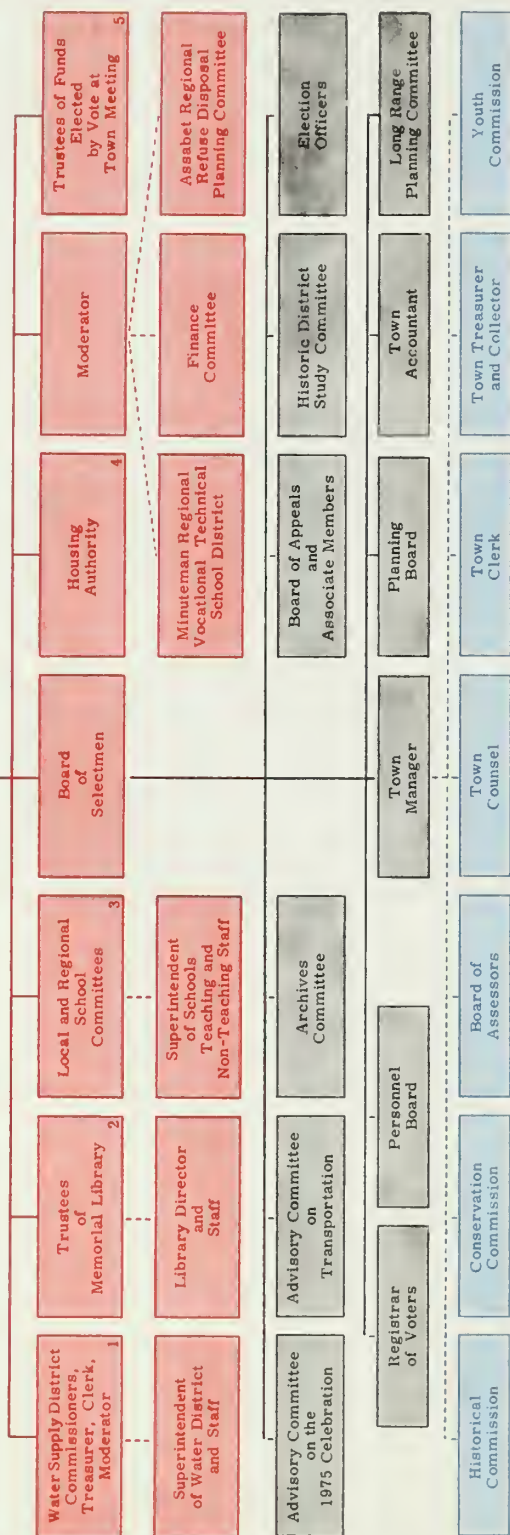 Water Supply District
Commissioners,
Treasurer, Clerk,
Moderator
1
Trustees
of
Memorial Library
2
Local and Regional
School
Committees
3
Board
of
Selectmen
Housing
Authority
4
Moderator
Trustees of Funds
Elected
by Vote at
Town Meeting
5.
Superintendent
of Water District
and Staff
Library Director
and
Staff
Superintendent
of Schools
Teaching and
Non-Teaching Staff
Minuteman Regional
Vocational Technical
School District
Finance
Committee
Assabet Regional
Refuse Disposal
Planning Committee
Advisory Committee
on the
1975 Celebration
Advisory Committee
on
Transportation
Archives
Committee
Board of Appeals
and
Associate Members
Historic District
Study Committee
Election
Officers
Registrar
of Voters
Personnel
Board
Town
Manager
Planning
Board
Town
Accountant
Long Range
Planning Committee
Historical
Commission
Conservation
Commission
Board of
Assessors
Town
Counsel
Town
Clerk
Town Treasurer
and Collector
Youth
Commission